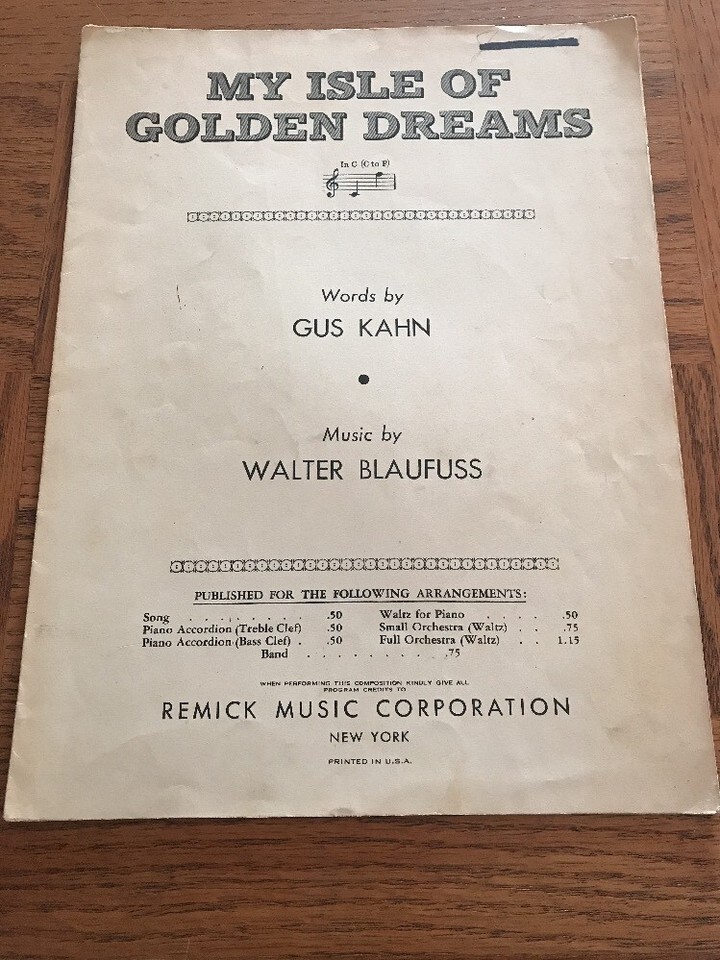 MY ISLE OF
GOLDEN DREAMS
In C (C to F)
Words by
GUS KAHN
Music by
WALTER BLAUFUSS
PUBLISHED FOR THE FOLLOWING ARRANGEMENTS:
Song . . . . . . . . .50 Waltz for Piano . . . . .50
Piano Accordion (Treble Clef) .50 Small Orchestra (Waltz) . . .75
Piano Accordion (Bass Clef) . .50 Full Orchestra (Waltz) . . 1.15
Band . . . . . . . . . .75
WHEN PERFORMING THIS COMPOSITION KINDLY GIVE ALL
PROGRAM CREDITS TO
REMICK MUSIC CORPORATION
NEW YORK
PRINTED IN U.S.A.